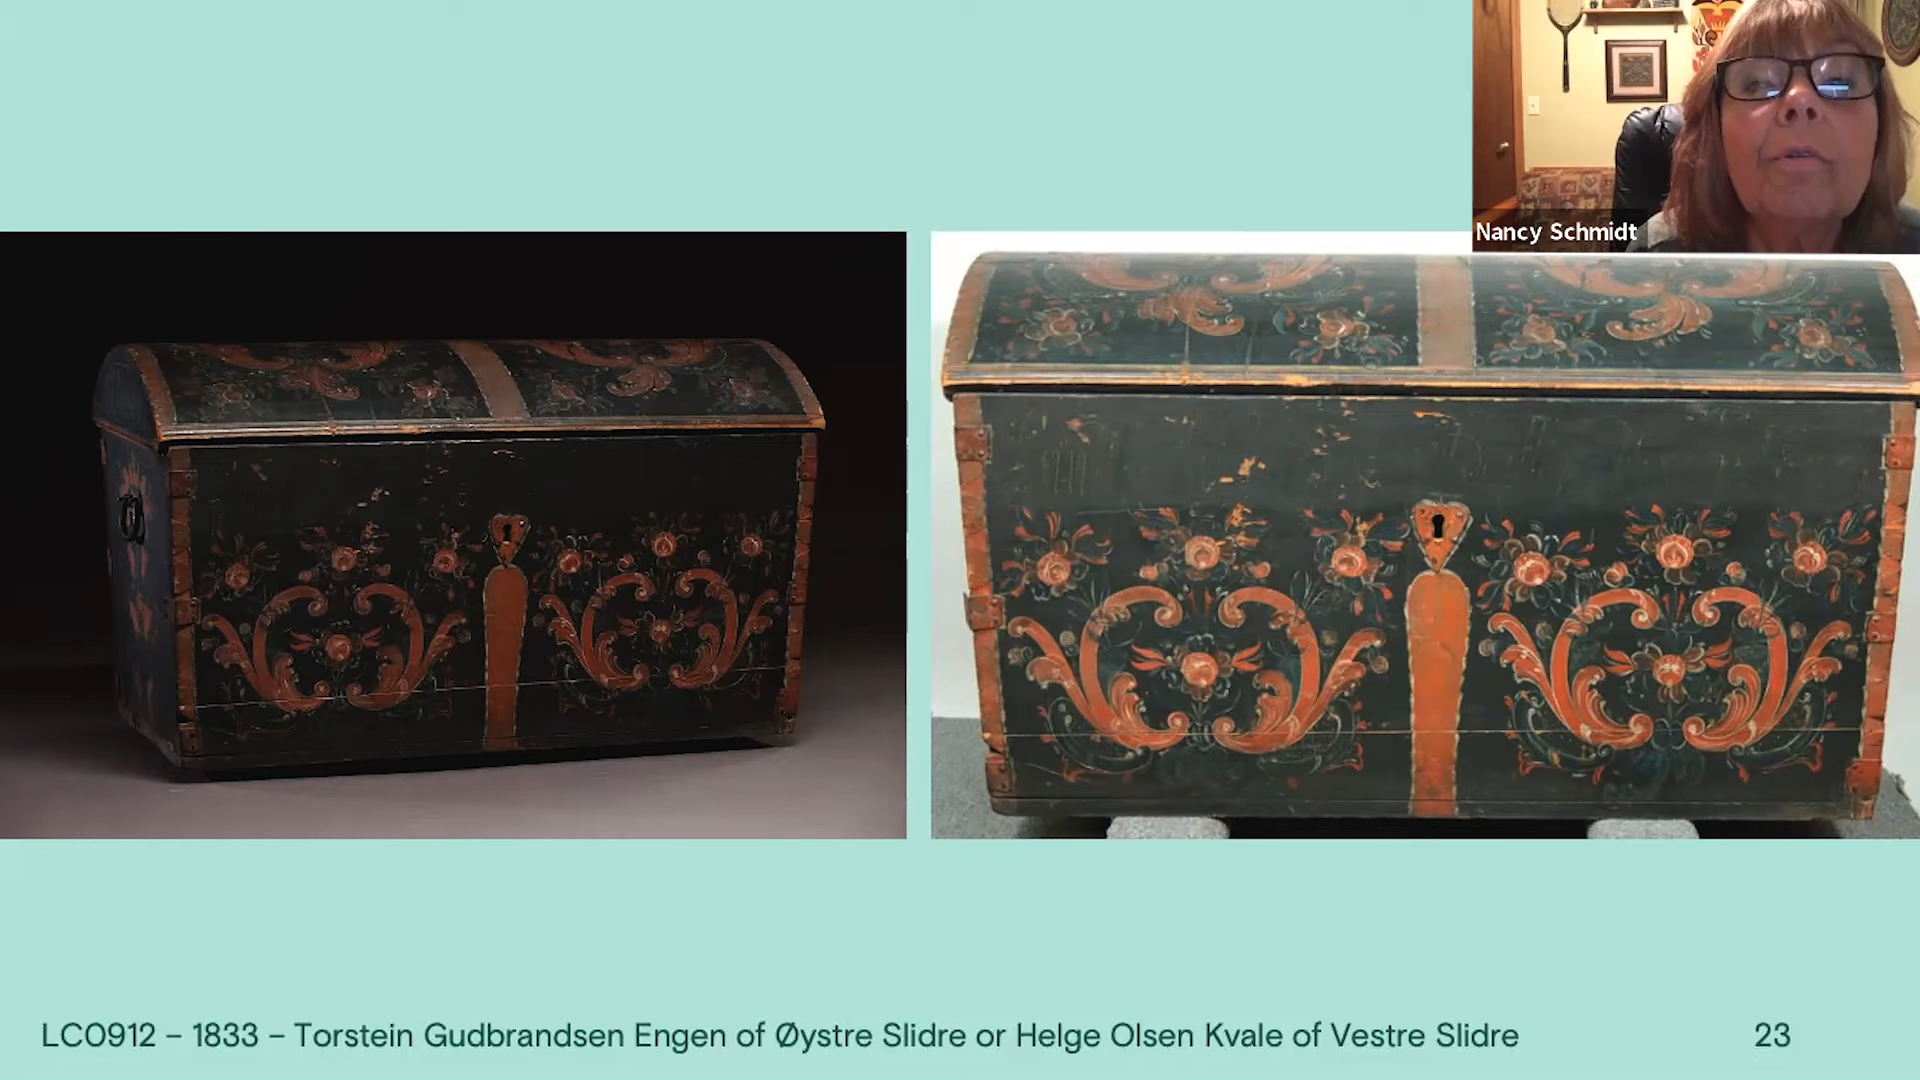 Nancy Schmidt
LC0912 – 1833 – Torstein Gudbrandsen Engen of Øystre Slidre or Helge Olsen Kvale of Vestre Slidre
23